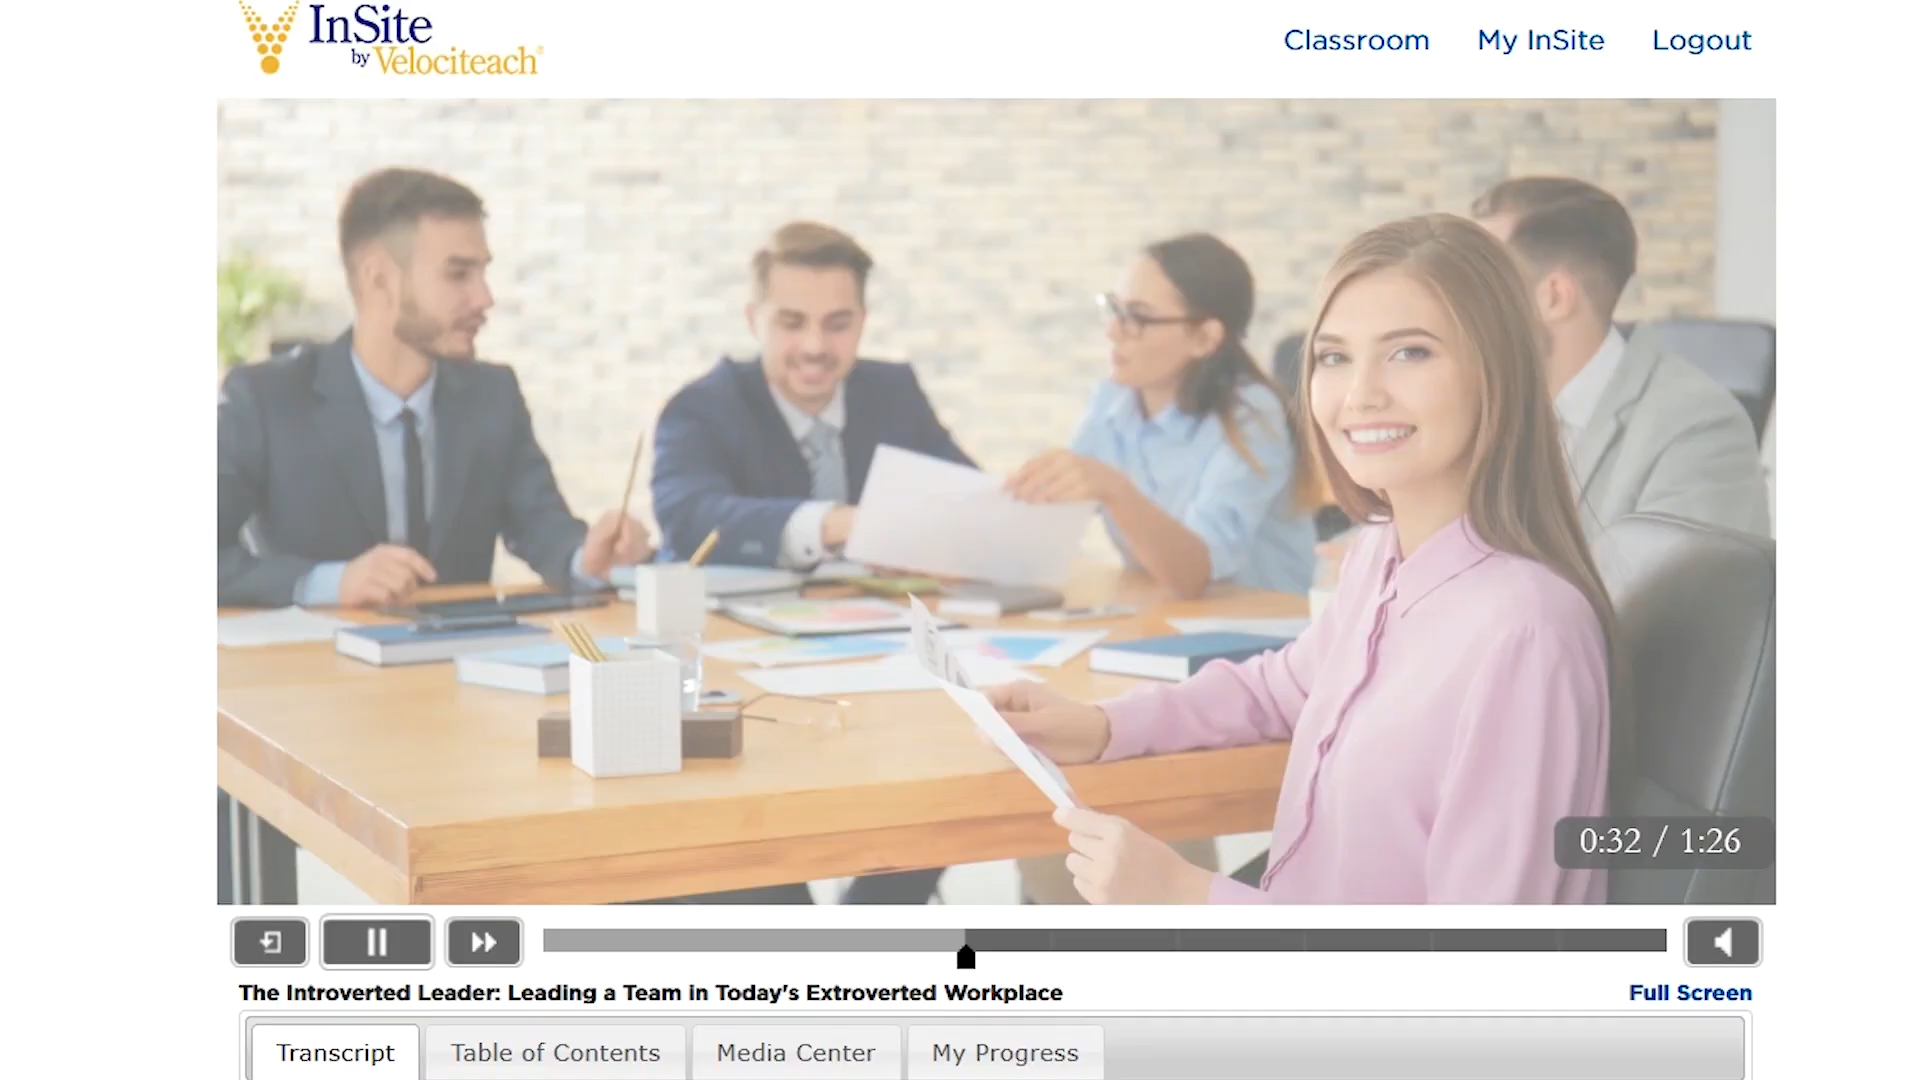 InSite
by Velociteach®
Classroom
My InSite
Logout
0:32 / 1:26
The Introverted Leader: Leading a Team in Today's Extroverted Workplace
Full Screen
Transcript
Table of Contents
Media Center
My Progress